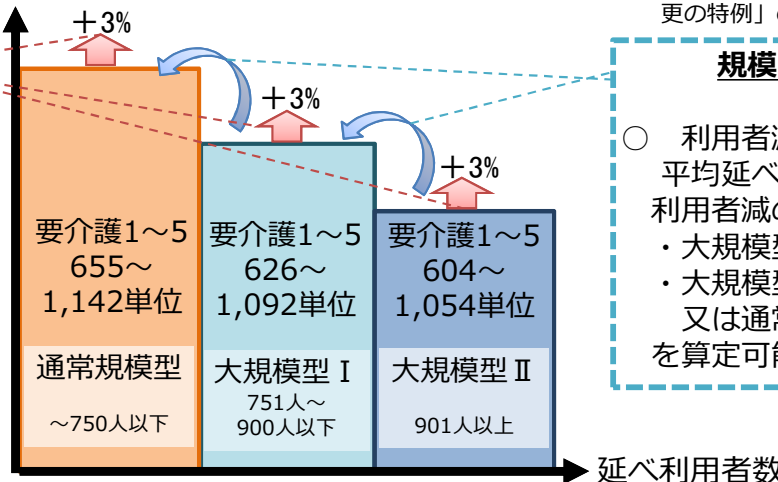 更の特例」
+3%
+3%
+3%
要介護1～5
655～
1,142単位
通常規模型
～750人以下
要介護1～5
626～
1,092単位
大規模型Ⅰ
751人～
900人以下
要介護1～5
604～
1,054単位
大規模型Ⅱ
901人以上
延べ利用者数
規模
○ 利用者
平均延べ
利用者減の
・大規模型
・大規模型
又は通常
を算定可能